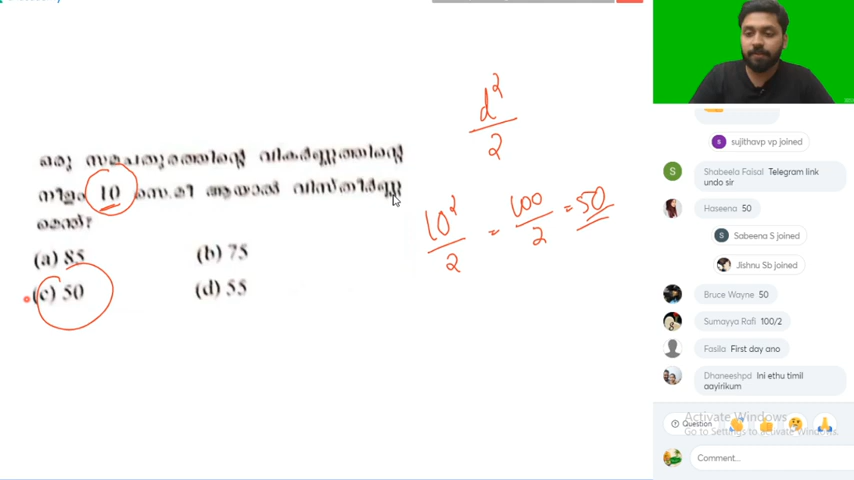 ഒരു സമചതുരത്തിന്റെ വികർണ്ണത്തിന്റെ
നീളം 10 സെ.മീ ആയാൽ വിസ്തീർണ്ണ
മെന്ത്?
(a) 85 (b) 75
(c) 50 (d) 55
d²/2
10²/2 = 100/2 = 50
sujithavp vp joined
S
Shabeela Faisal Telegram link
undo sir
Haseena 50
S Sabeena S joined
Jishnu Sb joined
Bruce Wayne 50
Sumayya Rafi 100/2
Fasila First day ano
Dhaneeshpd Ini ethu timil
aayirikum
Activate Windows
Question
Go to Settings to activate Windows.
Comment...